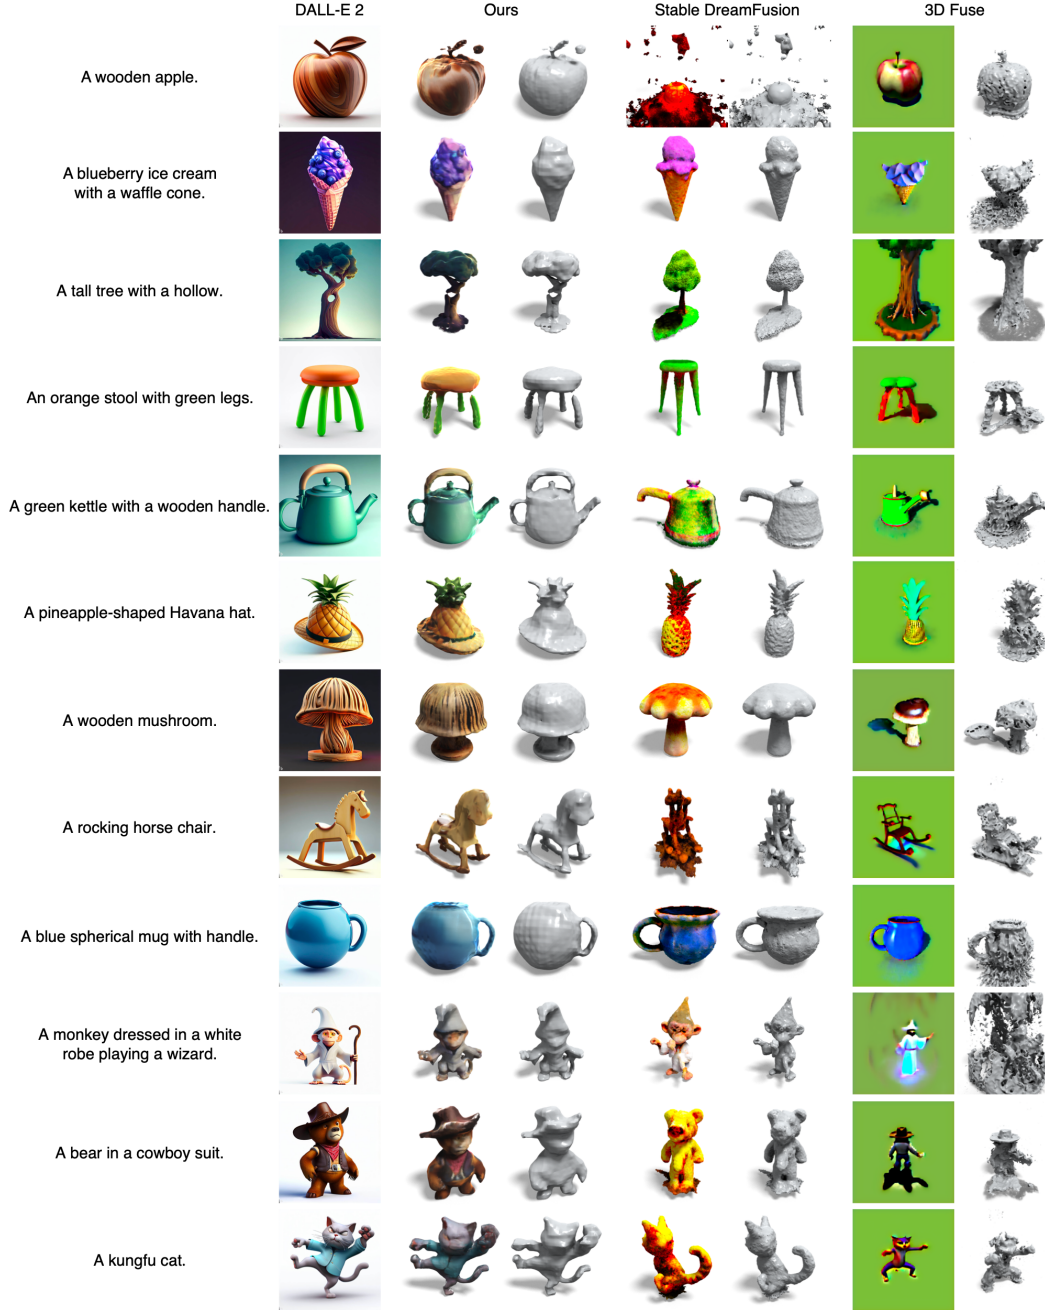 DALL-E 2 Ours Stable DreamFusion 3D Fuse
A wooden apple.
A blueberry ice cream
with a waffle cone.
A tall tree with a hollow.
An orange stool with green legs.
A green kettle with a wooden handle.
A pineapple-shaped Havana hat.
A wooden mushroom.
A rocking horse chair.
A blue spherical mug with handle.
A monkey dressed in a white
robe playing a wizard.
A bear in a cowboy suit.
A kungfu cat.